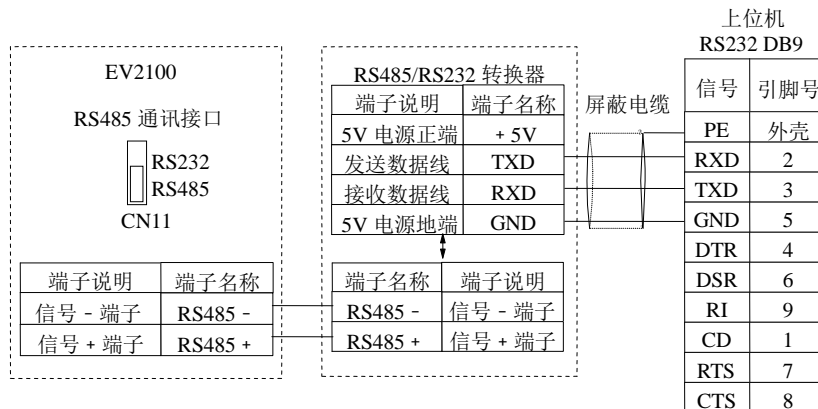 上位机
RS232 DB9
信号 引脚号
PE 外壳
RXD 2
TXD 3
GND 5
DTR 4
DSR 6
RI 9
CD 1
RTS 7
CTS 8
EV2100
RS485 通讯接口
RS232
RS485
CN11
端子说明 端子名称
信号 - 端子 RS485 -
信号 + 端子 RS485 +
RS485/RS232 转换器
端子说明 端子名称
5V 电源正端 + 5V
发送数据线 TXD
接收数据线 RXD
5V 电源地端 GND
端子名称 端子说明
RS485 - 信号 - 端子
RS485 + 信号 + 端子
屏蔽电缆